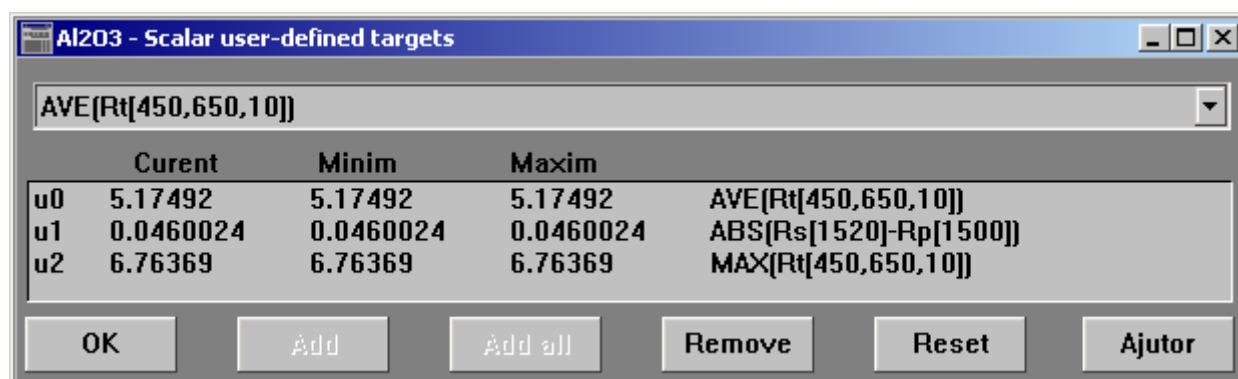 Al2O3 - Scalar user-defined targets
AVE(Rt[450,650,10])
Curent Minim Maxim
u0 5.17492 5.17492 5.17492 AVE(Rt[450,650,10])
u1 0.0460024 0.0460024 0.0460024 ABS(Rs[1520]-Rp[1500])
u2 6.76369 6.76369 6.76369 MAX(Rt[450,650,10])
OK Add Add all Remove Reset Ajutor